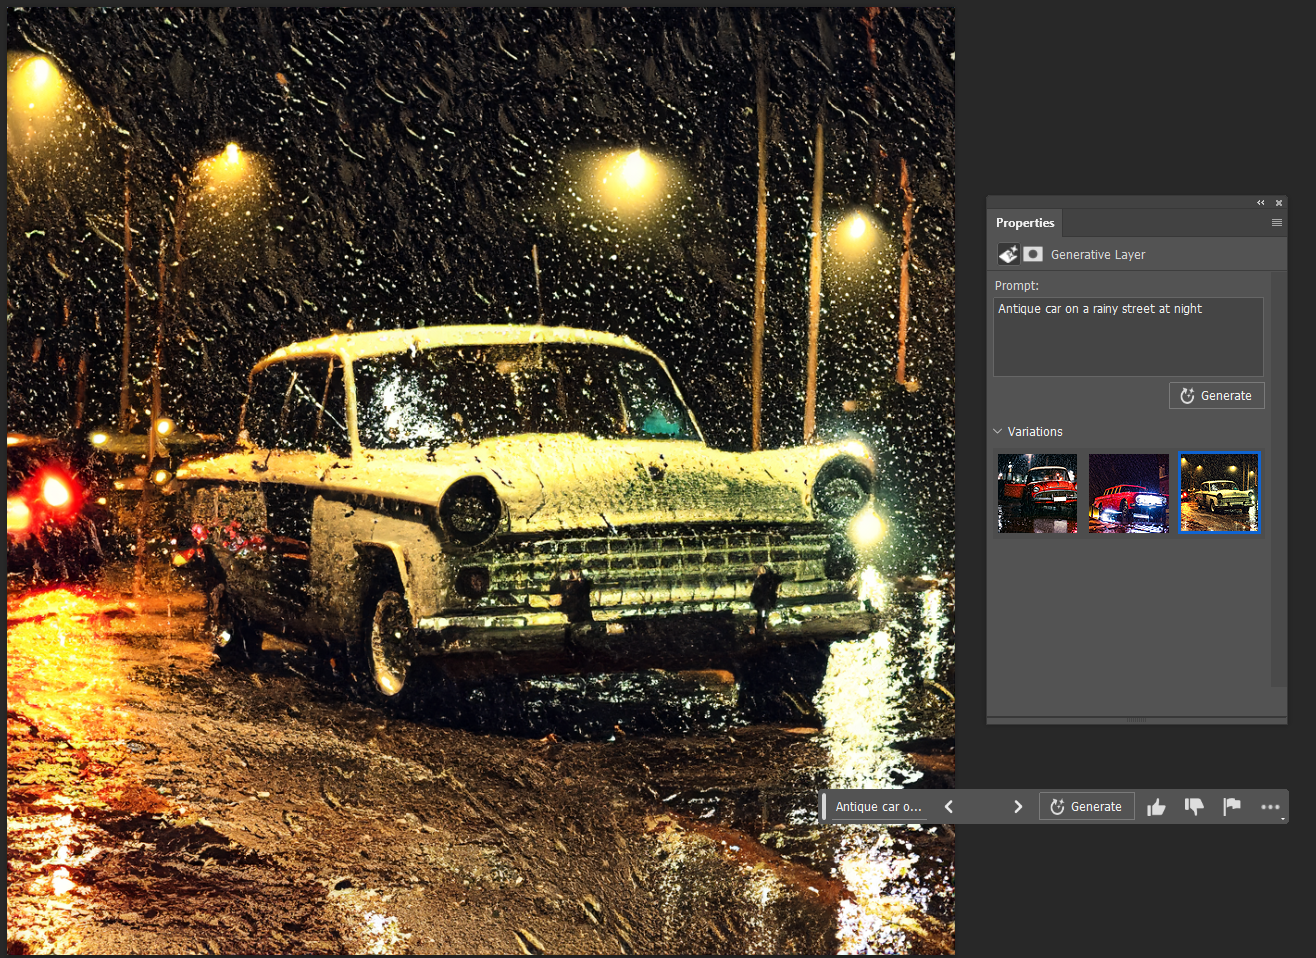 Properties
Generative Layer
Prompt:
Antique car on a rainy street at night
Generate
Variations
Antique car o...
Generate